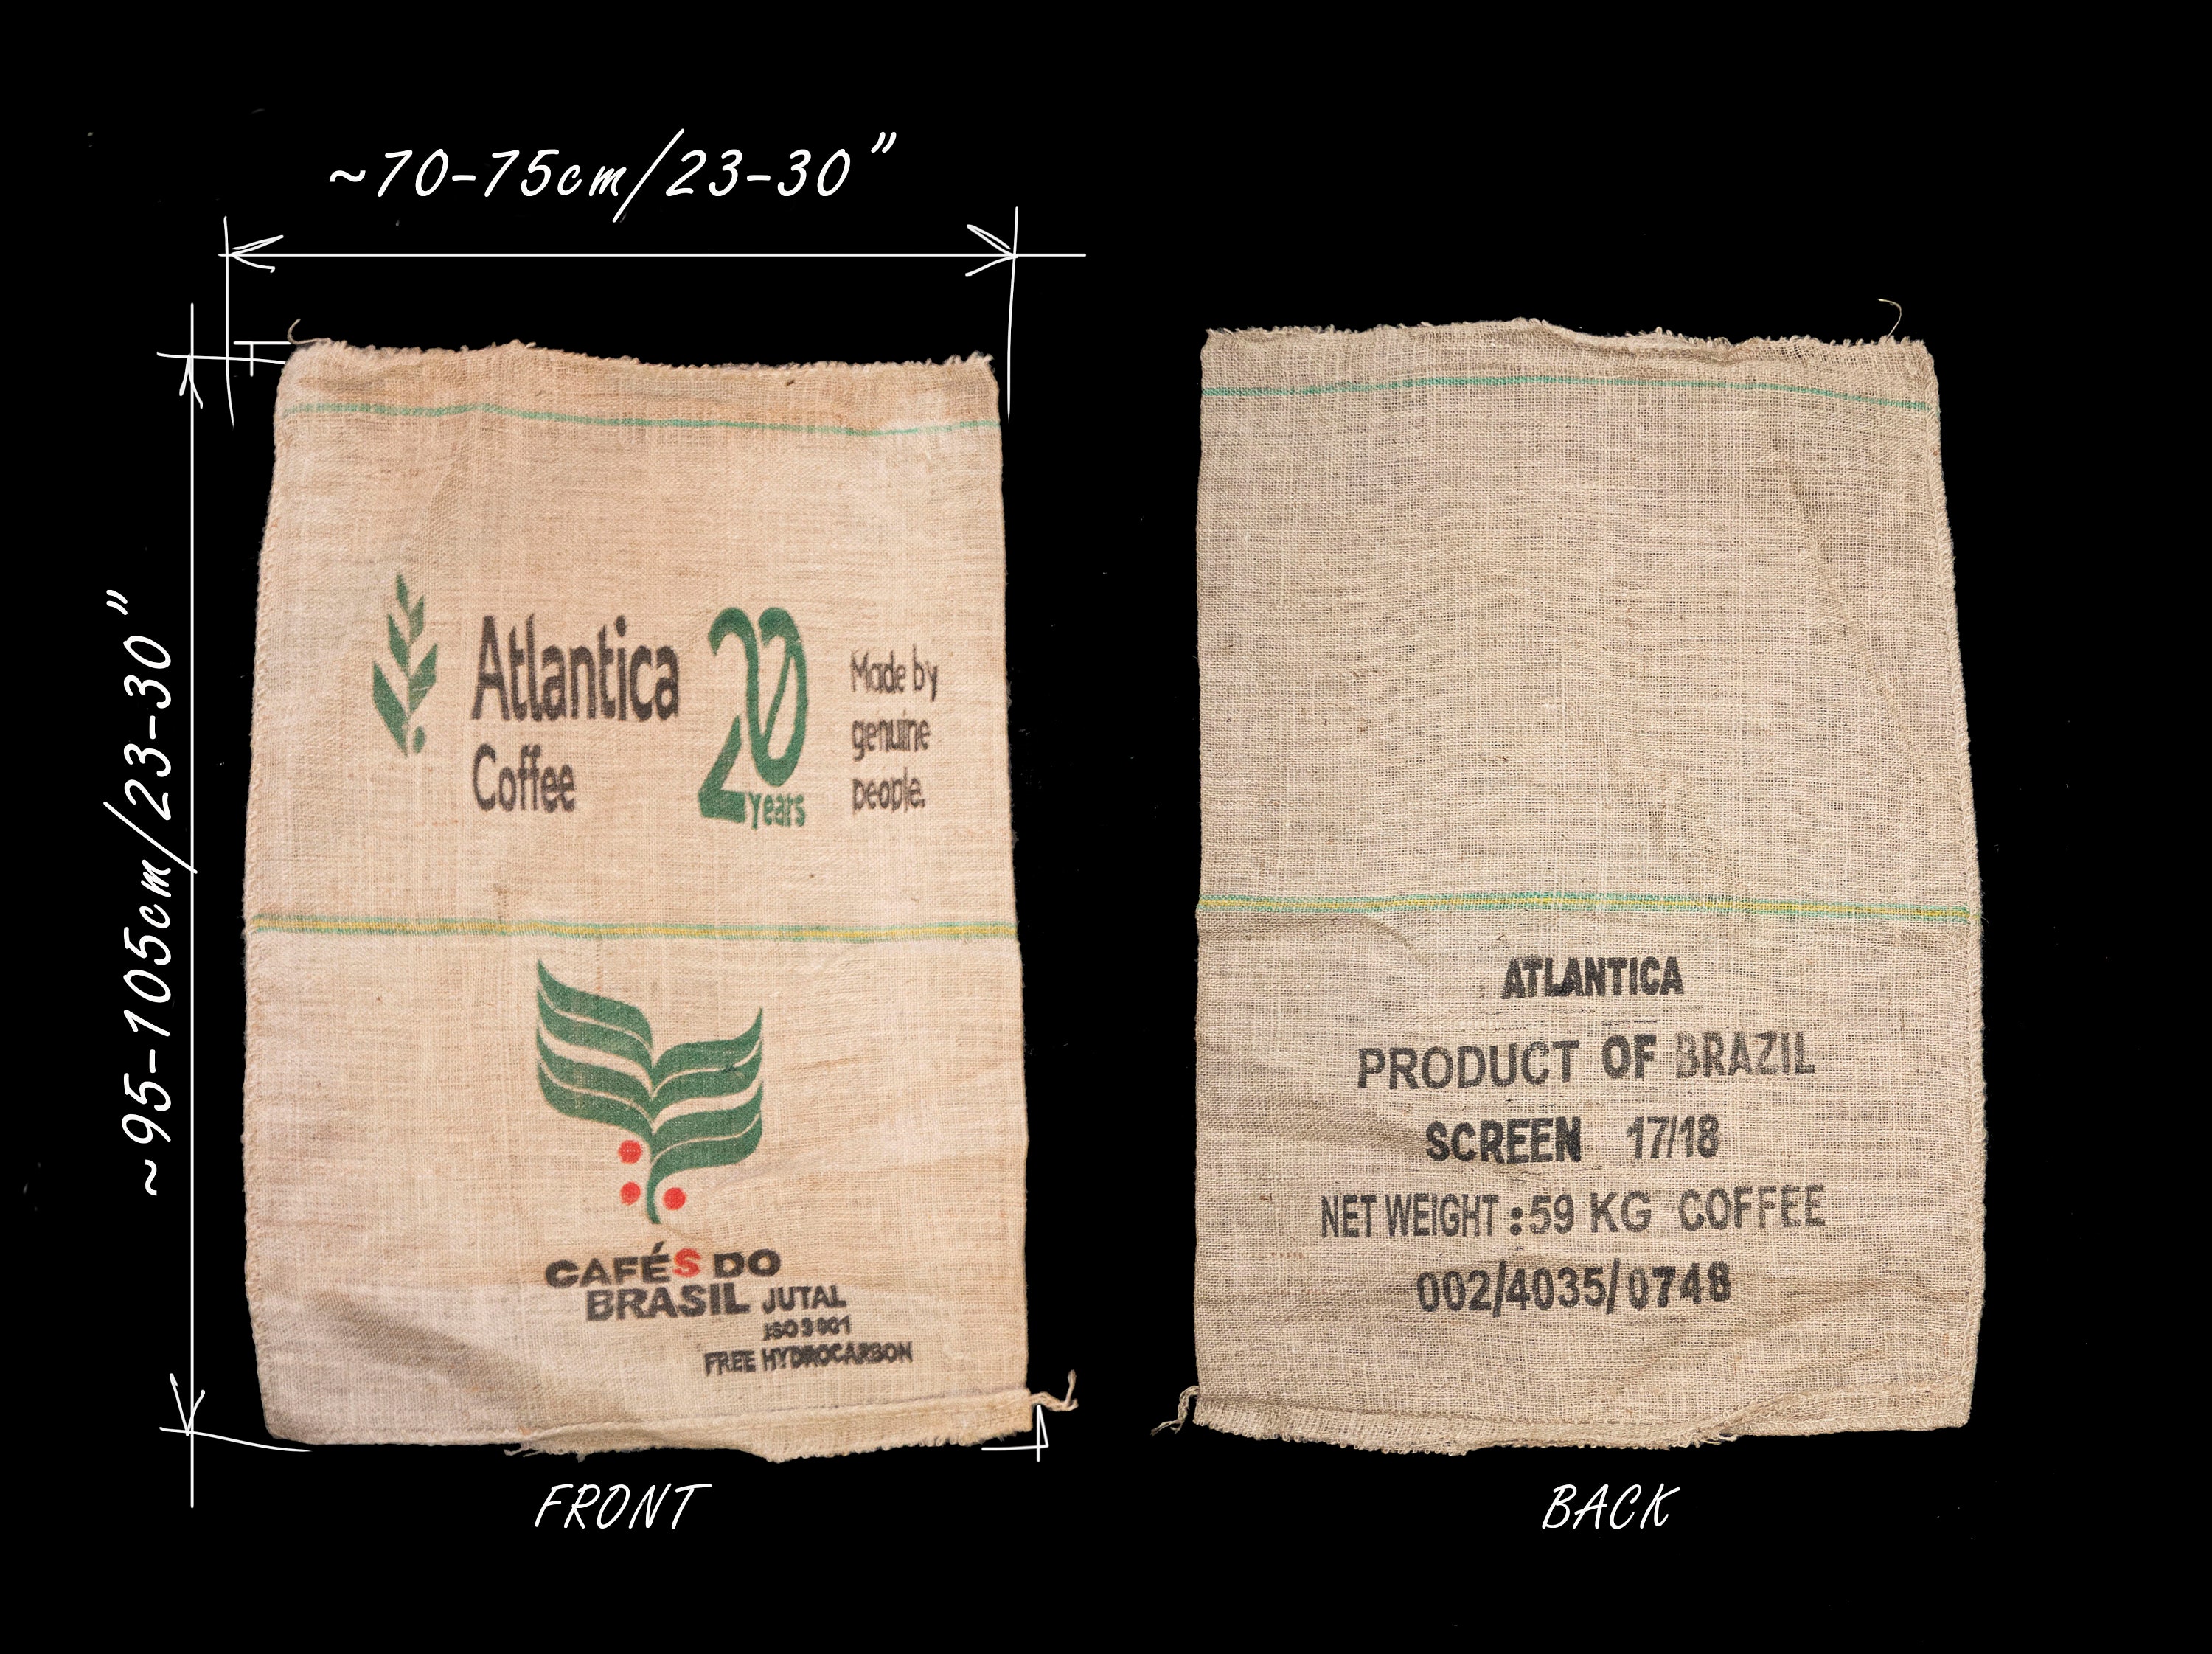 ~70-75cm/23-30"
~95-105cm/23-30"
Atlantica
Coffee
20
Years
Made by
genuine
people.
CAFÉS DO
BRASIL JUTAL
ISO 9001
FREE HYDROCARBON
FRONT
ATLANTICA
PRODUCT OF BRAZIL
SCREEN 17/18
NET WEIGHT :59 KG COFFEE
002/4035/0748
BACK